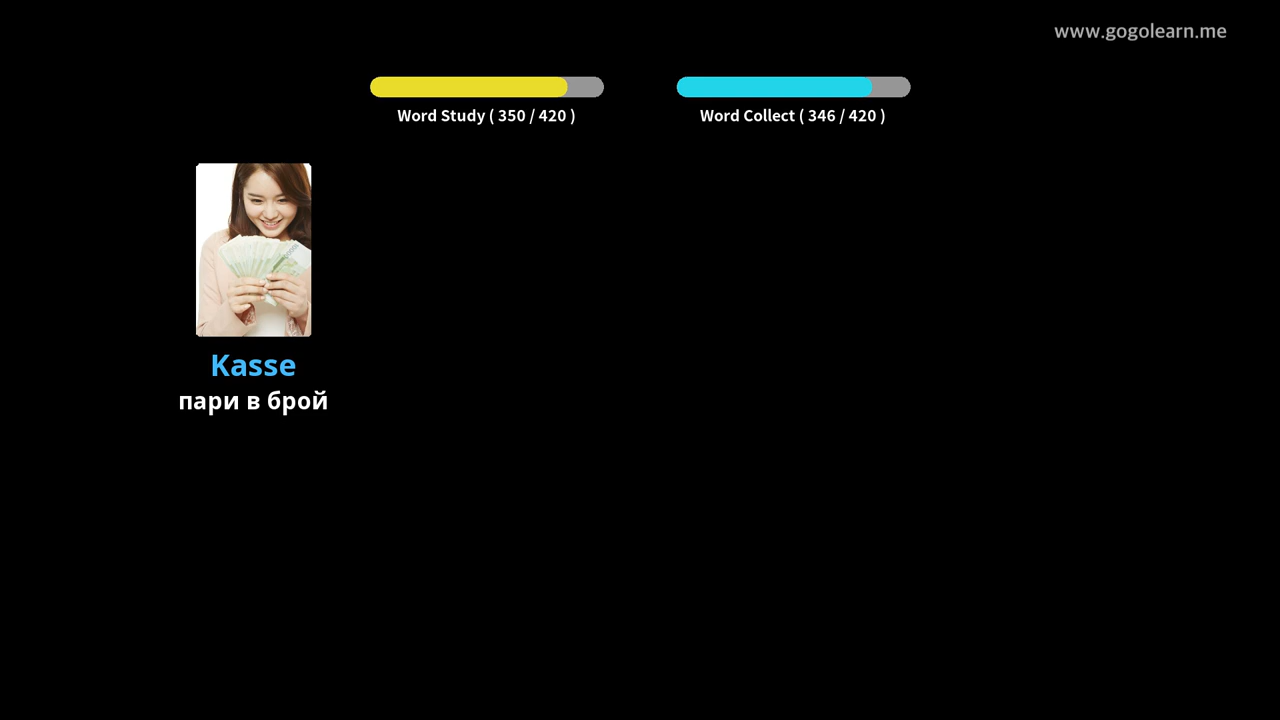 www.gogolearn.me
Word Study ( 350 / 420 )
Word Collect ( 346 / 420 )
Kasse
пари в брой